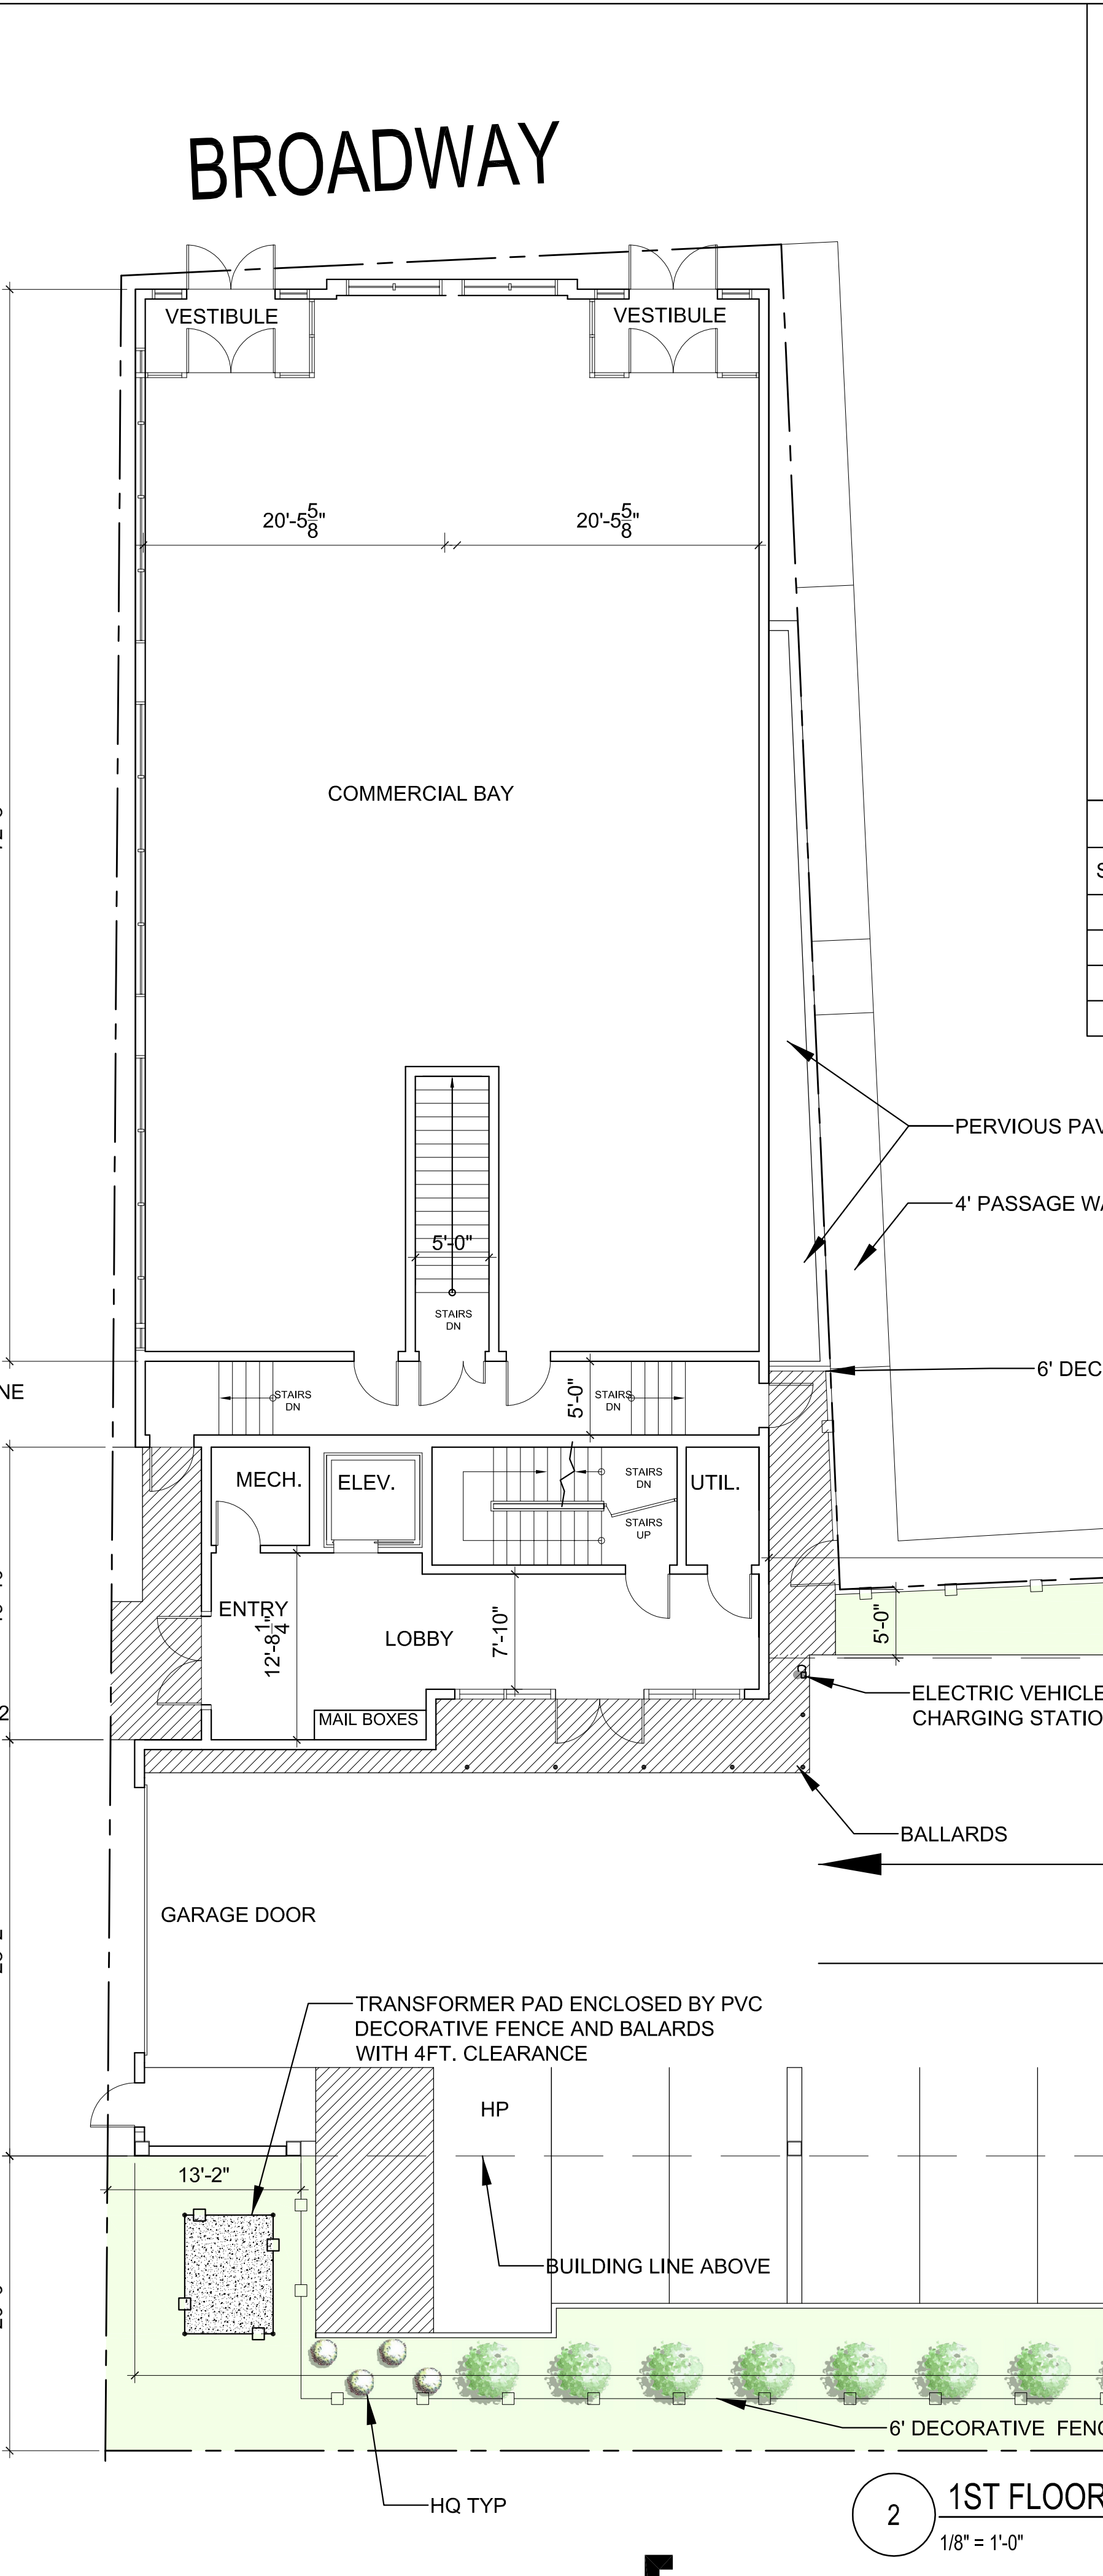 BROADWAY
VESTIBULE
VESTIBULE
20'-5 5/8"
20'-5 5/8"
COMMERCIAL BAY
S
PERVIOUS PAV
4' PASSAGE WA
5'-0"
STAIRS
DN
6' DEC
NE
STAIRS
DN
5'-0"
STAIRS
DN
MECH.
ELEV.
STAIRS
DN
UTIL.
STAIRS
UP
ENTRY
12'-8 1/4"
LOBBY
7'-10"
5'-0"
MAIL BOXES
2
ELECTRIC VEHICLE
CHARGING STATIO
BALLARDS
GARAGE DOOR
TRANSFORMER PAD ENCLOSED BY PVC
DECORATIVE FENCE AND BALARDS
WITH 4FT. CLEARANCE
HP
13'-2"
BUILDING LINE ABOVE
6' DECORATIVE FENC
HQ TYP
2
1ST FLOOR
1/8" = 1'-0"